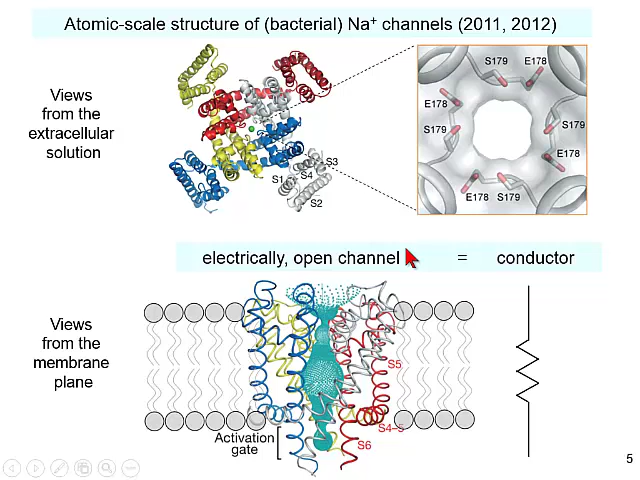 Atomic-scale structure of (bacterial) Na⁺ channels (2011, 2012)
Views
from the
extracellular
solution
S3
S4
S1
S2
S179
E178
E178
S179
S179
E178
E178
S179
electrically, open channel = conductor
Views
from the
membrane
plane
S5
S4–5
Activation
gate
S6
5